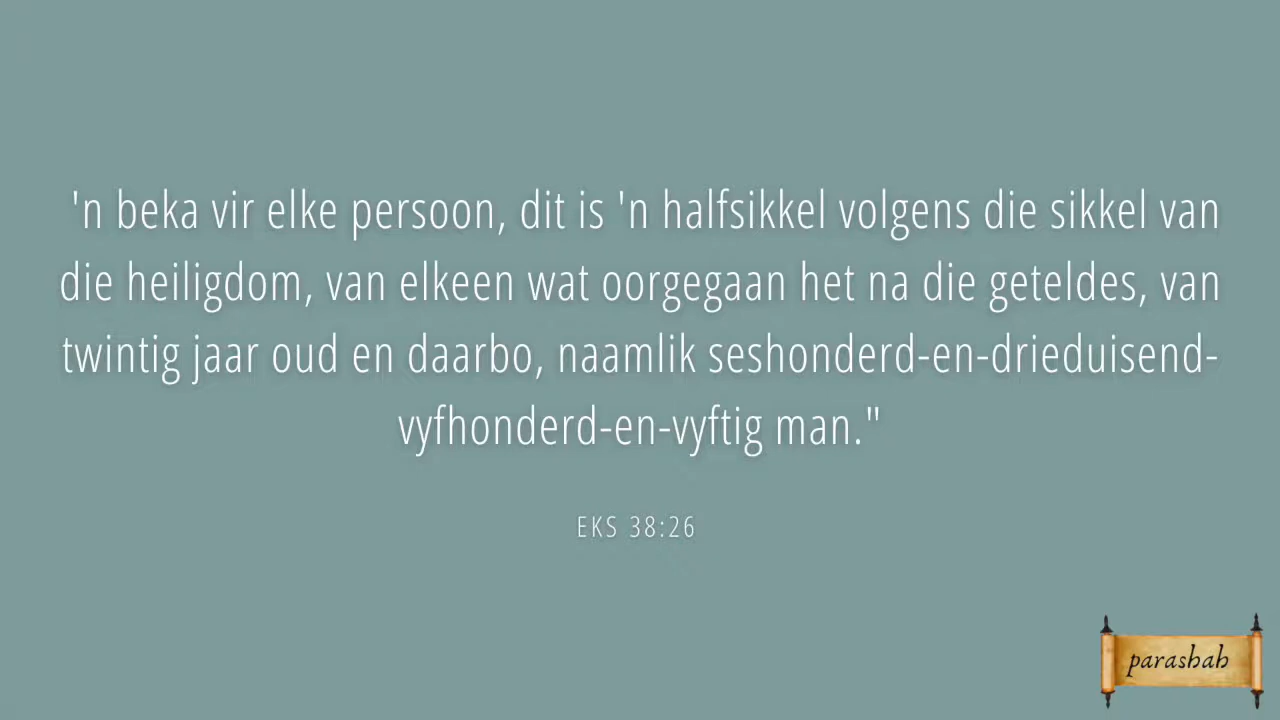 'n beka vir elke persoon, dit is 'n halfsikkel volgens die sikkel van
die heiligdom, van elkeen wat oorgegaan het na die geteldes, van
twintig jaar oud en daarbo, naamlik seshonderd-en-drieduisend-
vyfhonderd-en-vyftig man."
EKS 38:26
parashah